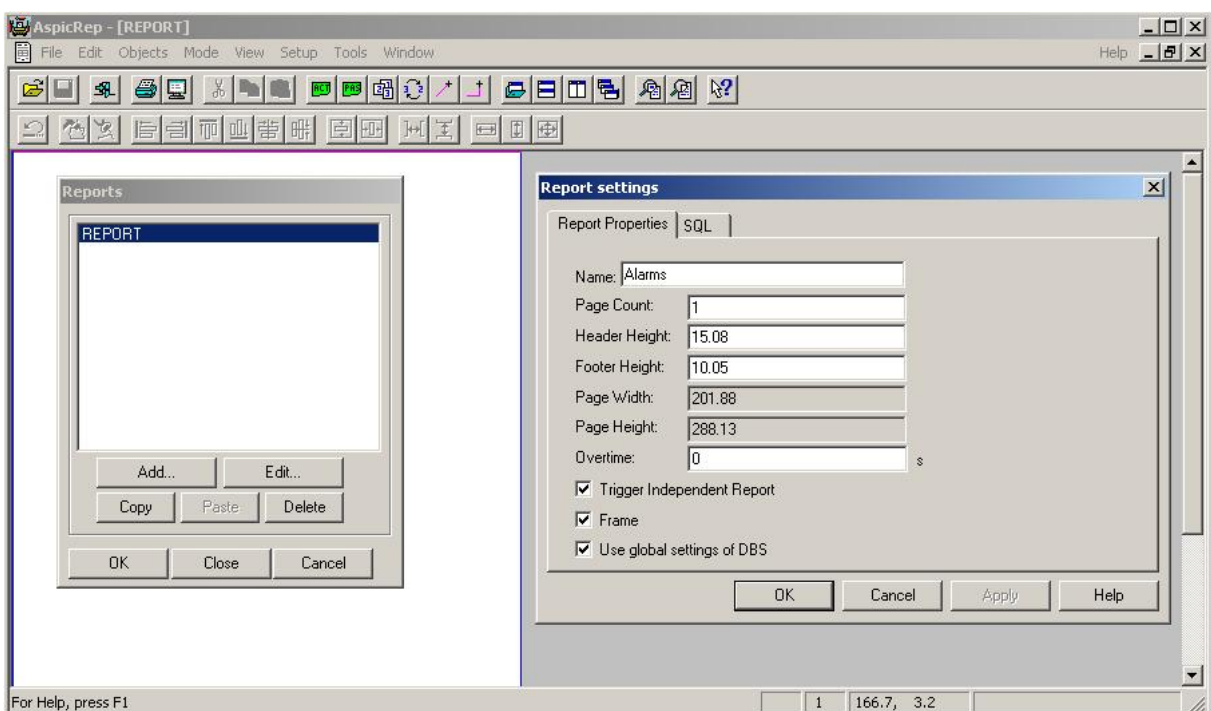 AspicRep - [REPORT]
File Edit Objects Mode View Setup Tools Window Help
ACT PAS
Reports
REPORT
Add... Edit...
Copy Paste Delete
OK Close Cancel
Report settings
Report Properties SQL
Name: Alarms
Page Count: 1
Header Height: 15.08
Footer Height: 10.05
Page Width: 201.88
Page Height: 288.13
Overtime: 0 s
Trigger Independent Report
Frame
Use global settings of DBS
OK Cancel Apply Help
For Help, press F1 1 166.7, 3.2